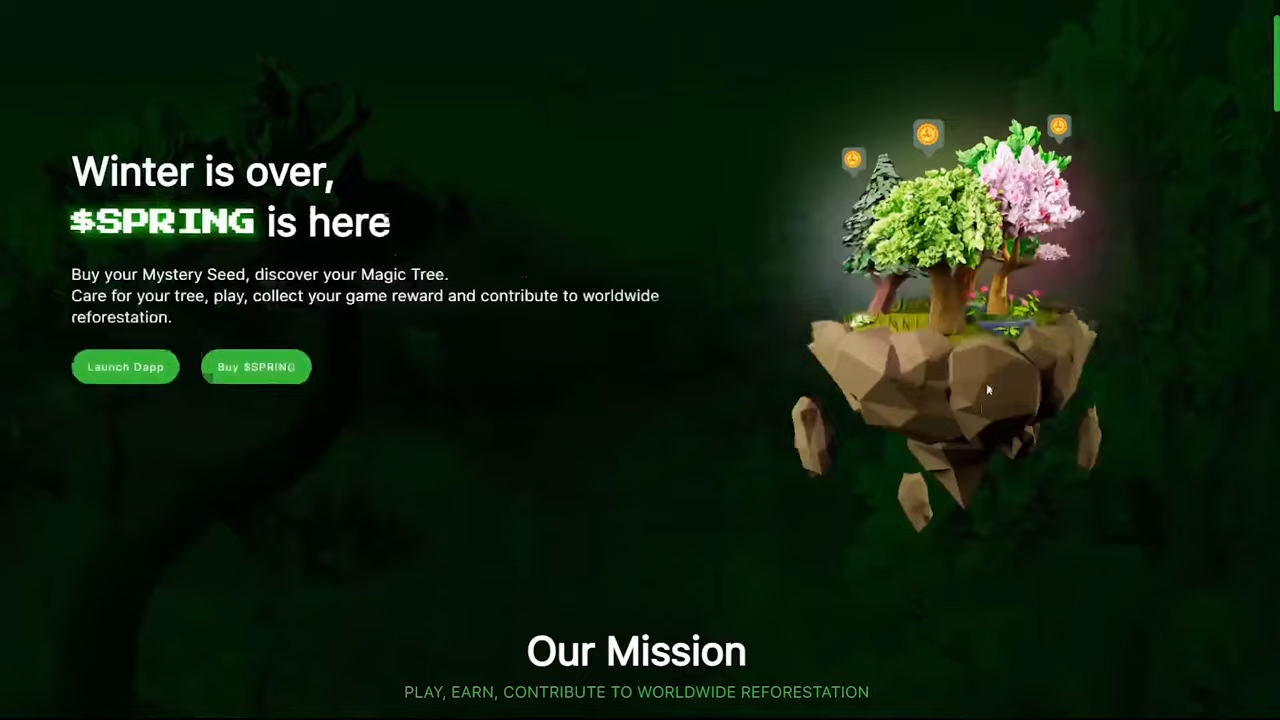 Winter is over,
$SPRING is here
Buy your Mystery Seed, discover your Magic Tree.
Care for your tree, play, collect your game reward and contribute to worldwide
reforestation.
Launch Dapp
Buy $SPRING
Our Mission
PLAY, EARN, CONTRIBUTE TO WORLDWIDE REFORESTATION